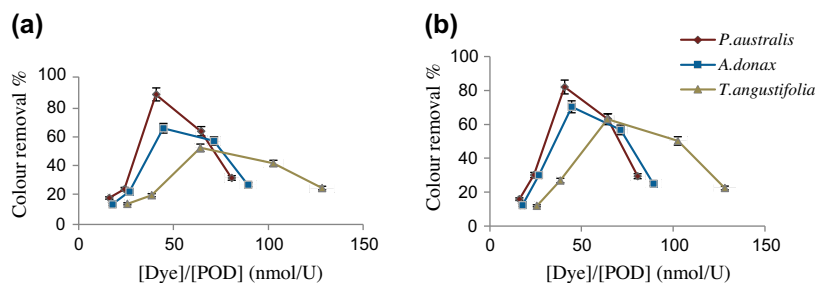 (a)
Colour removal %
100
80
60
40
20
0
0
50
100
150
[Dye]/[POD] (nmol/U)
(b)
Colour removal %
100
80
60
40
20
0
0
50
100
150
[Dye]/[POD] (nmol/U)
P.australis
A.donax
T.angustifolia